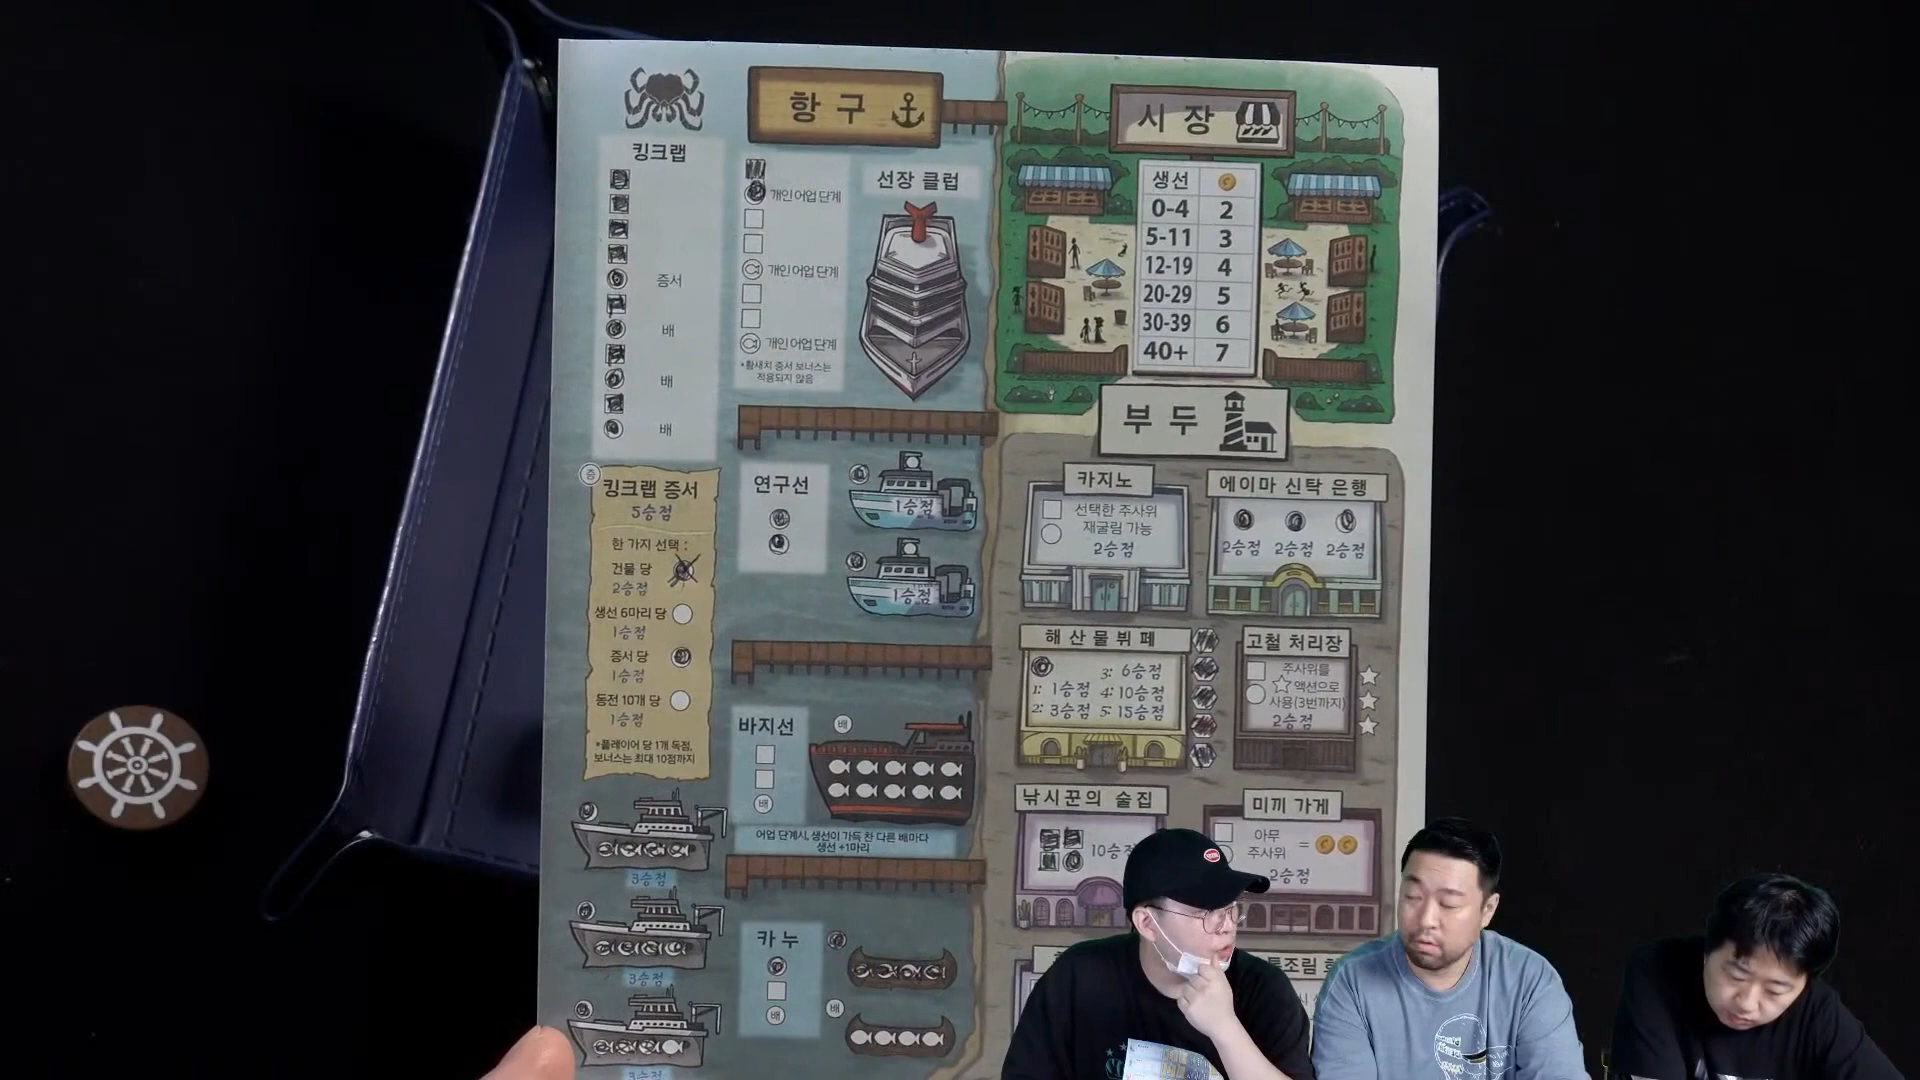 킹크랩
증서
배
배
배
항구
개인 어업 단계
개인 어업 단계
개인 어업 단계
*황새치 증서 보너스는
적용되지 않음
선장 클럽
증
킹크랩 증서
5승점
한 가지 선택 :
건물 당
2승점
생선 6마리 당
1승점
증서 당
1승점
동전 10개 당
1승점
*플레이어 당 1개 독점,
보너스는 최대 10점까지
3승점
3승점
3승점
연구선
1승점
1승점
바지선
배
배
어업 단계시, 생선이 가득 찬 다른 배마다
생선 +1마리
카누
배
배
시장
생선 C
0-4 2
5-11 3
12-19 4
20-29 5
30-39 6
40+ 7
부두
카지노
선택한 주사위
재굴림 가능
2승점
에이마 신탁 은행
2승점 2승점 2승점
해산물 뷔페
3: 6승점
1: 1승점 4: 10승점
2: 3승점 5: 15승점
고철 처리장
주사위를
액션으로
사용(3번까지)
2승점
낚시꾼의 술집
10승점
미끼 가게
아무
주사위 = C C
2승점
통조림